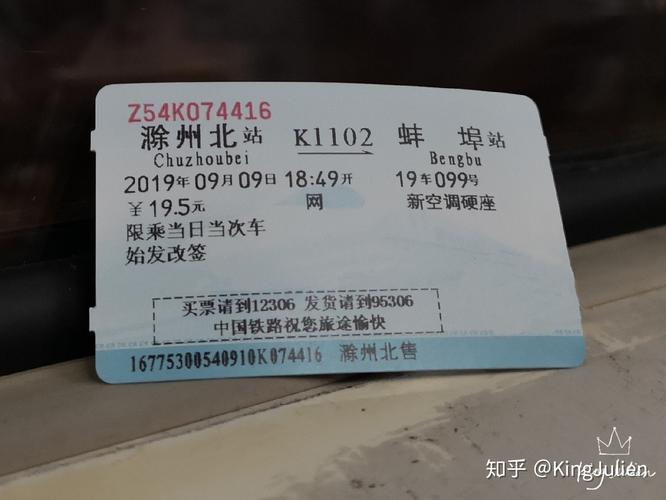 Z54K074416
滁州北站 K1102 蚌埠站
Chuzhoubei Bengbu
2019年09月09日 18:49开 19车099号
￥19.5元 网 新空调硬座
限乘当日当次车
始发改签
买票请到12306 发货请到95306
中国铁路祝您旅途愉快
16775300540910K074416 滁州北售
知乎 @KingJulien